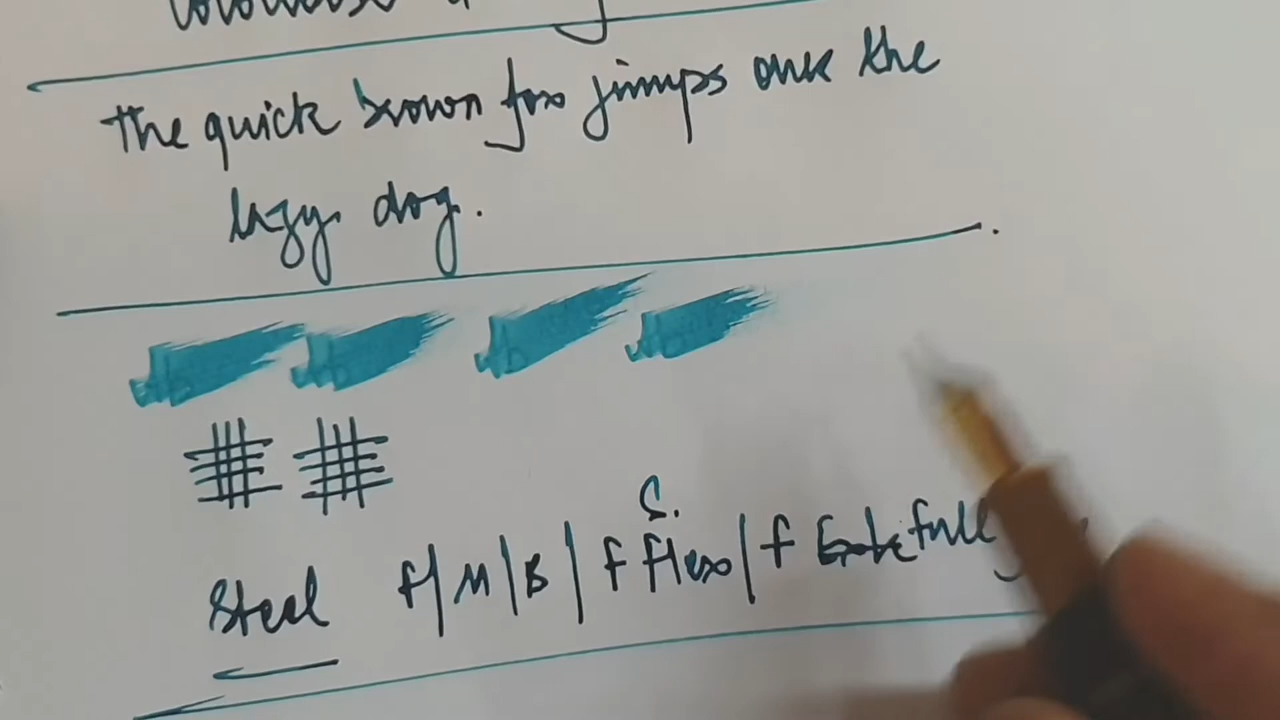 the quick brown fox jumps over the
lazy dog.
S.
Steel F|M|B|F flex|F full